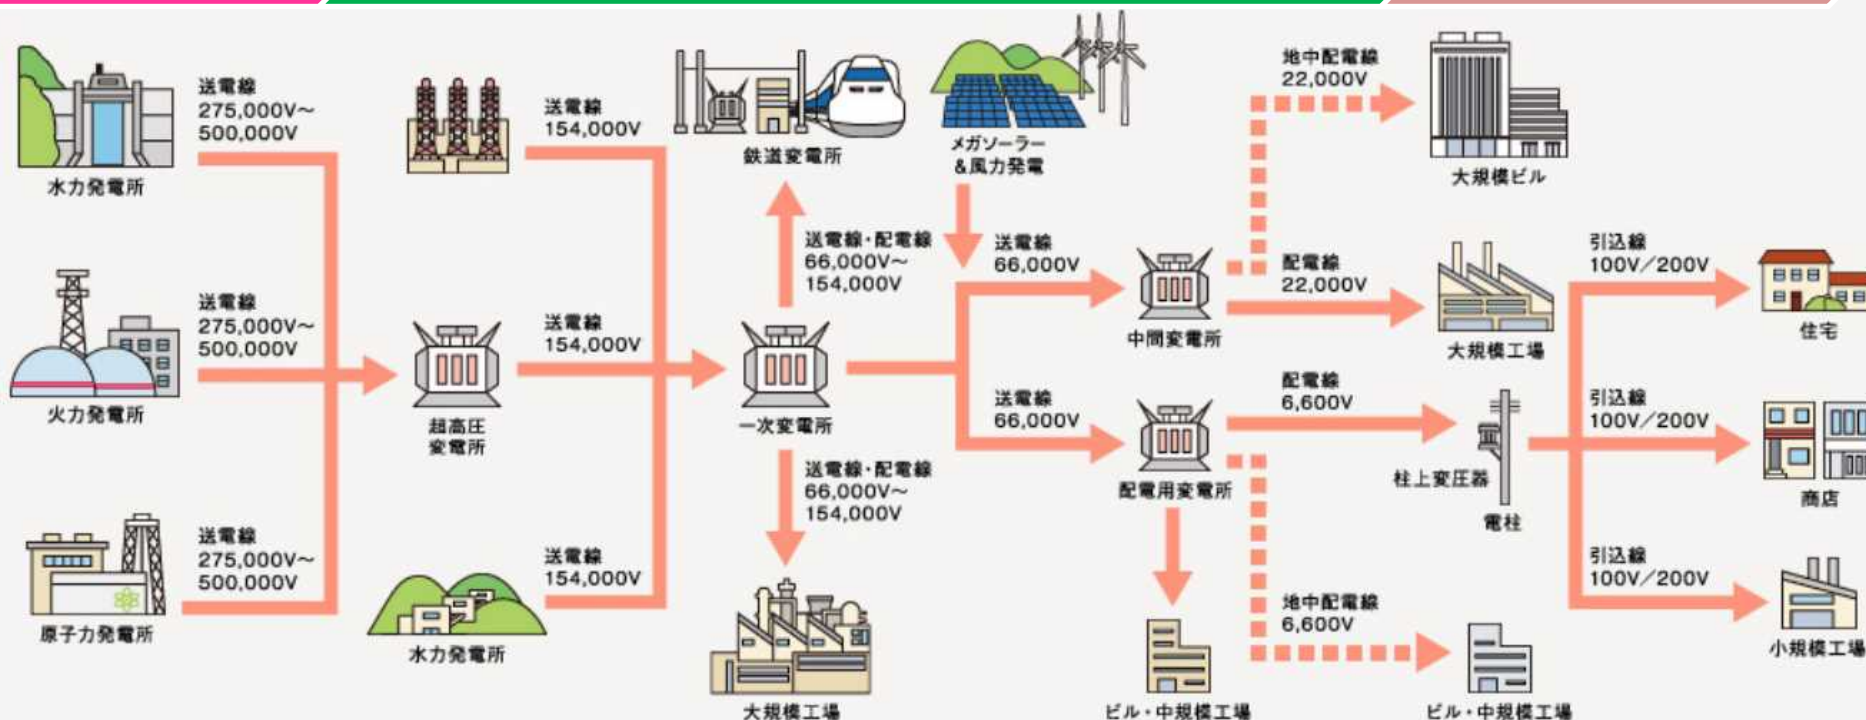 送電線
275,000V～
500,000V
水力発電所
送電線
275,000V～
500,000V
火力発電所
送電線
275,000V～
500,000V
原子力発電所
送電線
154,000V
超高圧
変電所
送電線
154,000V
送電線
154,000V
水力発電所
鉄道変電所
送電線・配電線
66,000V～
154,000V
一次変電所
送電線・配電線
66,000V～
154,000V
大規模工場
メガソーラー
&風力発電
送電線
66,000V
中間変電所
送電線
66,000V
配電用変電所
ビル・中規模工場
地中配電線
22,000V
大規模ビル
配電線
22,000V
大規模工場
配電線
6,600V
柱上変圧器
電柱
地中配電線
6,600V
ビル・中規模工場
引込線
100V／200V
住宅
引込線
100V／200V
商店
引込線
100V／200V
小規模工場